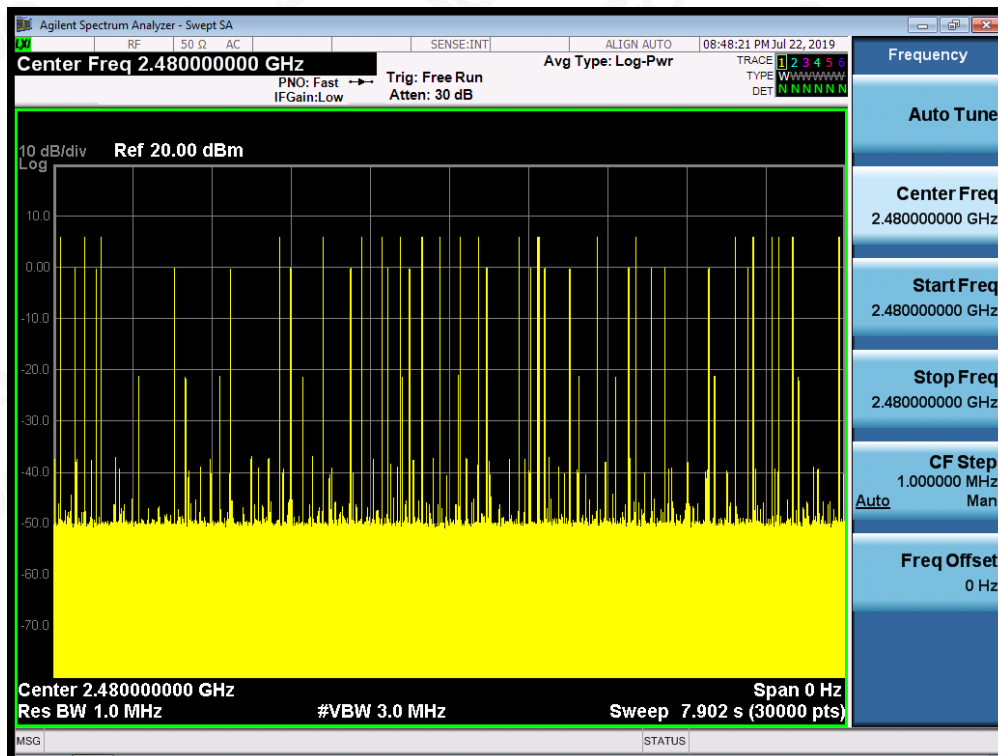 Agilent Spectrum Analyzer - Swept SA
LXI RF 50 Ω AC SENSE:INT ALIGN AUTO 08:48:21 PM Jul 22, 2019
Center Freq 2.480000000 GHz
PNO: Fast
IFGain:Low
Trig: Free Run
Atten: 30 dB
Avg Type: Log-Pwr
TRACE 1 2 3 4 5 6
TYPE W
DET N N N N N N
10 dB/div
Log
Ref 20.00 dBm
10.0
0.00
-10.0
-20.0
-30.0
-40.0
-50.0
-60.0
-70.0
Center 2.480000000 GHz
Span 0 Hz
Res BW 1.0 MHz
#VBW 3.0 MHz
Sweep 7.902 s (30000 pts)
MSG
STATUS
Frequency
Auto Tune
Center Freq
2.480000000 GHz
Start Freq
2.480000000 GHz
Stop Freq
2.480000000 GHz
CF Step
1.000000 MHz
Auto Man
Freq Offset
0 Hz